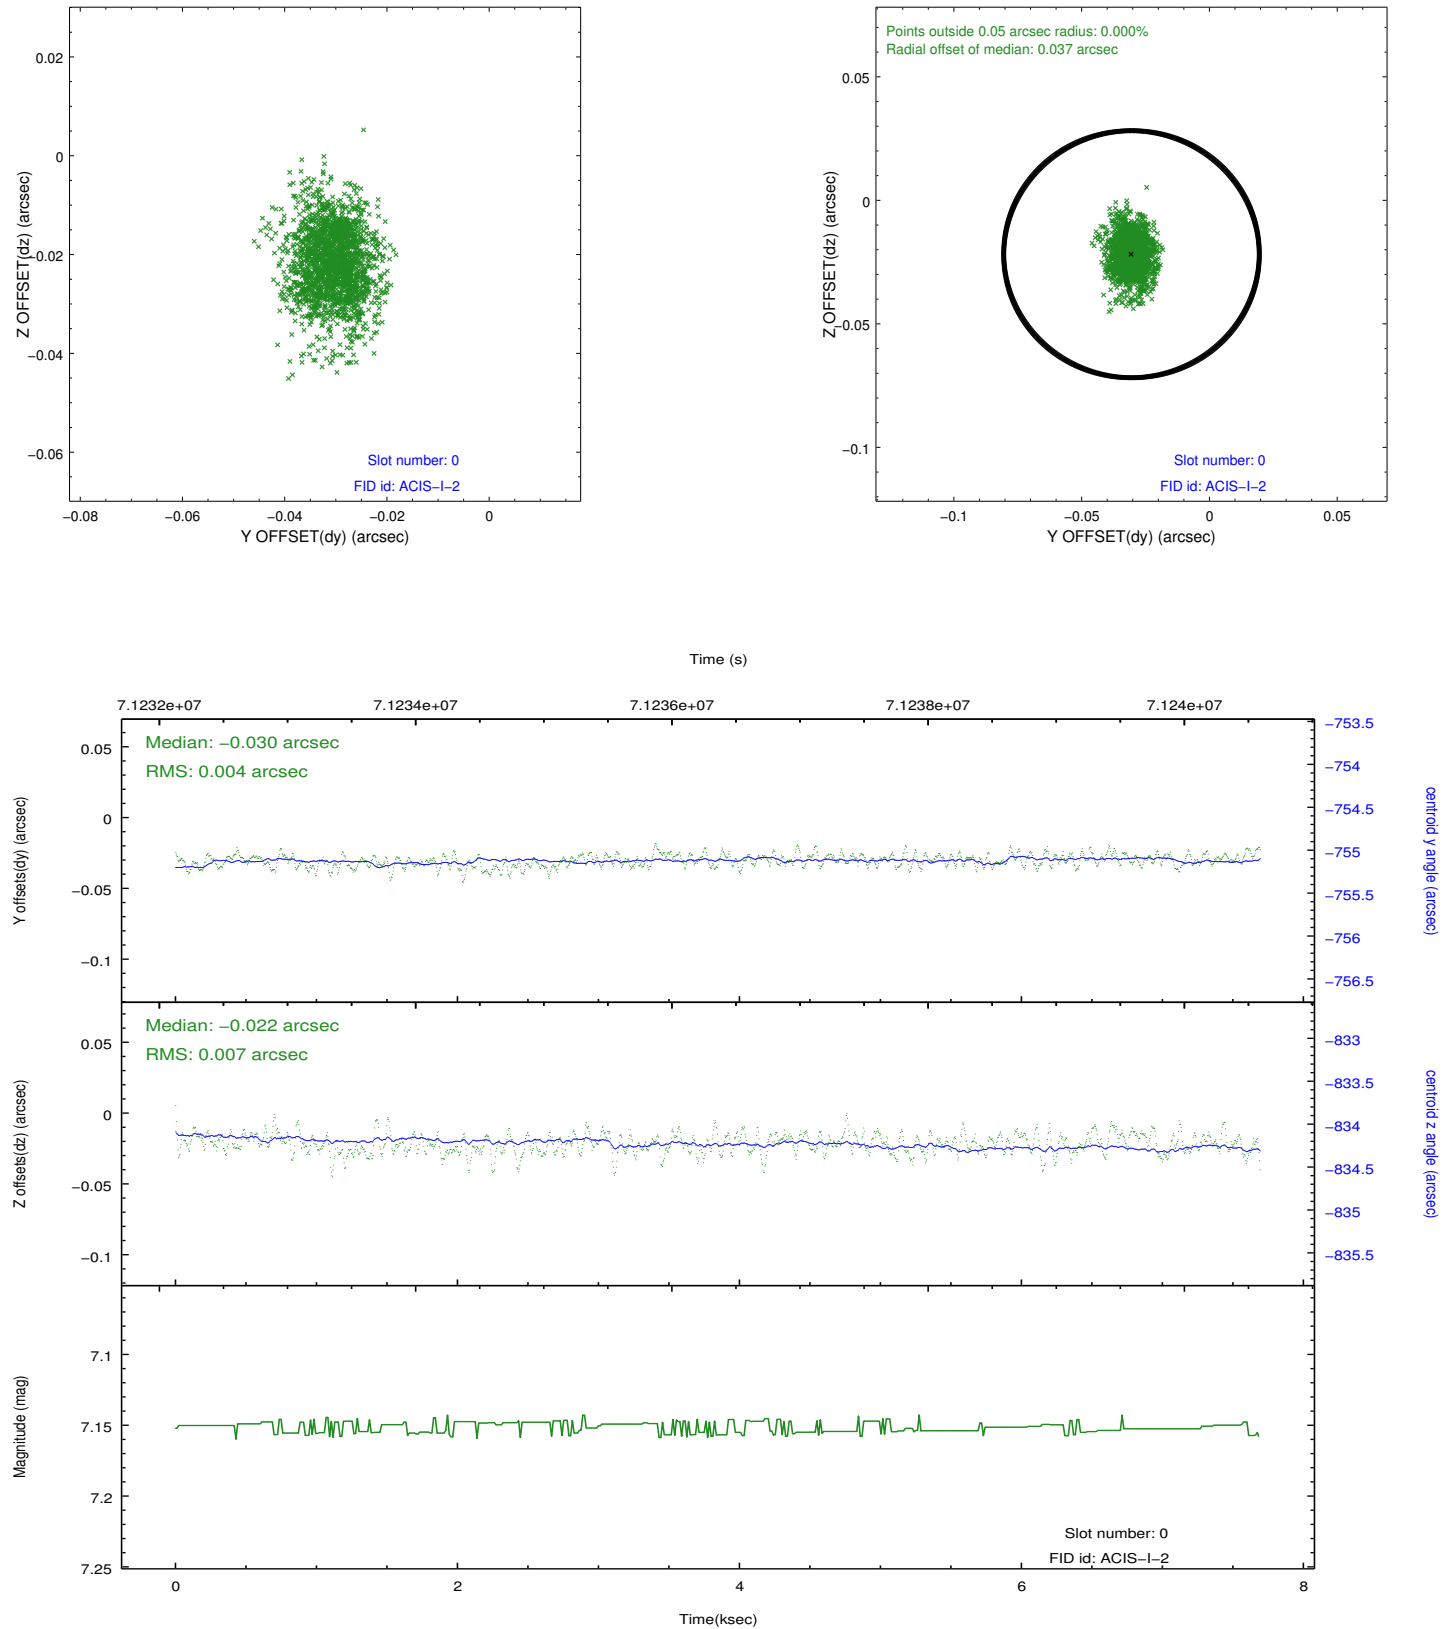 0.02
0
−0.02
−0.04
−0.06
Z OFFSET(dz) (arcsec)
Slot number: 0
FID id: ACIS−I−2
−0.08
−0.06
−0.04
−0.02
0
Y OFFSET(dy) (arcsec)
Points outside 0.05 arcsec radius: 0.000%
Radial offset of median: 0.037 arcsec
0.05
0
−0.05
−0.1
Z OFFSET(dz) (arcsec)
Slot number: 0
FID id: ACIS−I−2
−0.1
−0.05
0
0.05
Y OFFSET(dy) (arcsec)
Time (s)
7.1232e+07
7.1234e+07
7.1236e+07
7.1238e+07
7.124e+07
Median: −0.030 arcsec
RMS: 0.004 arcsec
0.05
0
−0.05
−0.1
Y offsets(dy) (arcsec)
−753.5
−754
−754.5
−755
−755.5
−756
−756.5
centroid y angle (arcsec)
Median: −0.022 arcsec
RMS: 0.007 arcsec
0.05
0
−0.05
−0.1
Z offsets(dz) (arcsec)
−833
−833.5
−834
−834.5
−835
−835.5
centroid z angle (arcsec)
7.1
7.15
7.2
7.25
Magnitude (mag)
Slot number: 0
FID id: ACIS−I−2
0
2
4
6
8
Time(ksec)